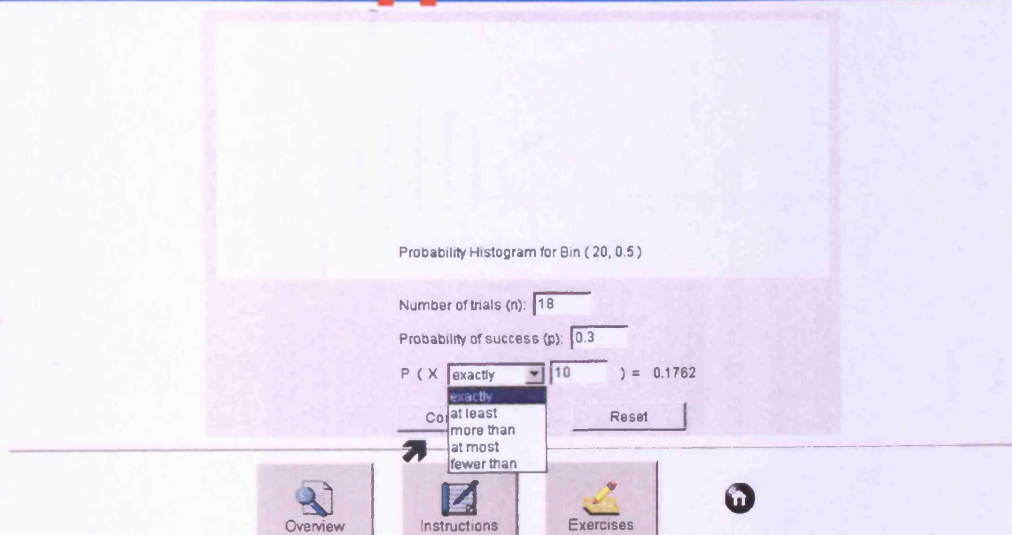 Probability Histogram for Bin ( 20, 0.5 )
Number of trials (n): 18
Probability of success (p): 0.3
P ( X exactly 10 ) = 0.1762
exactly
at least
Reset
more than
at most
fewer than
Overview Instructions Exercises